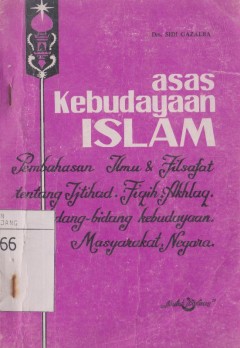 Drs. SIDI GAZALBA
asas
Kebudayaan
ISLAM
Pembahasan Ilmu & Filsafat
tentang Ijtihad. Fiqih. Akhlaq.
dang-bidang kebudayaan.
Masyarakat. Negara.
66